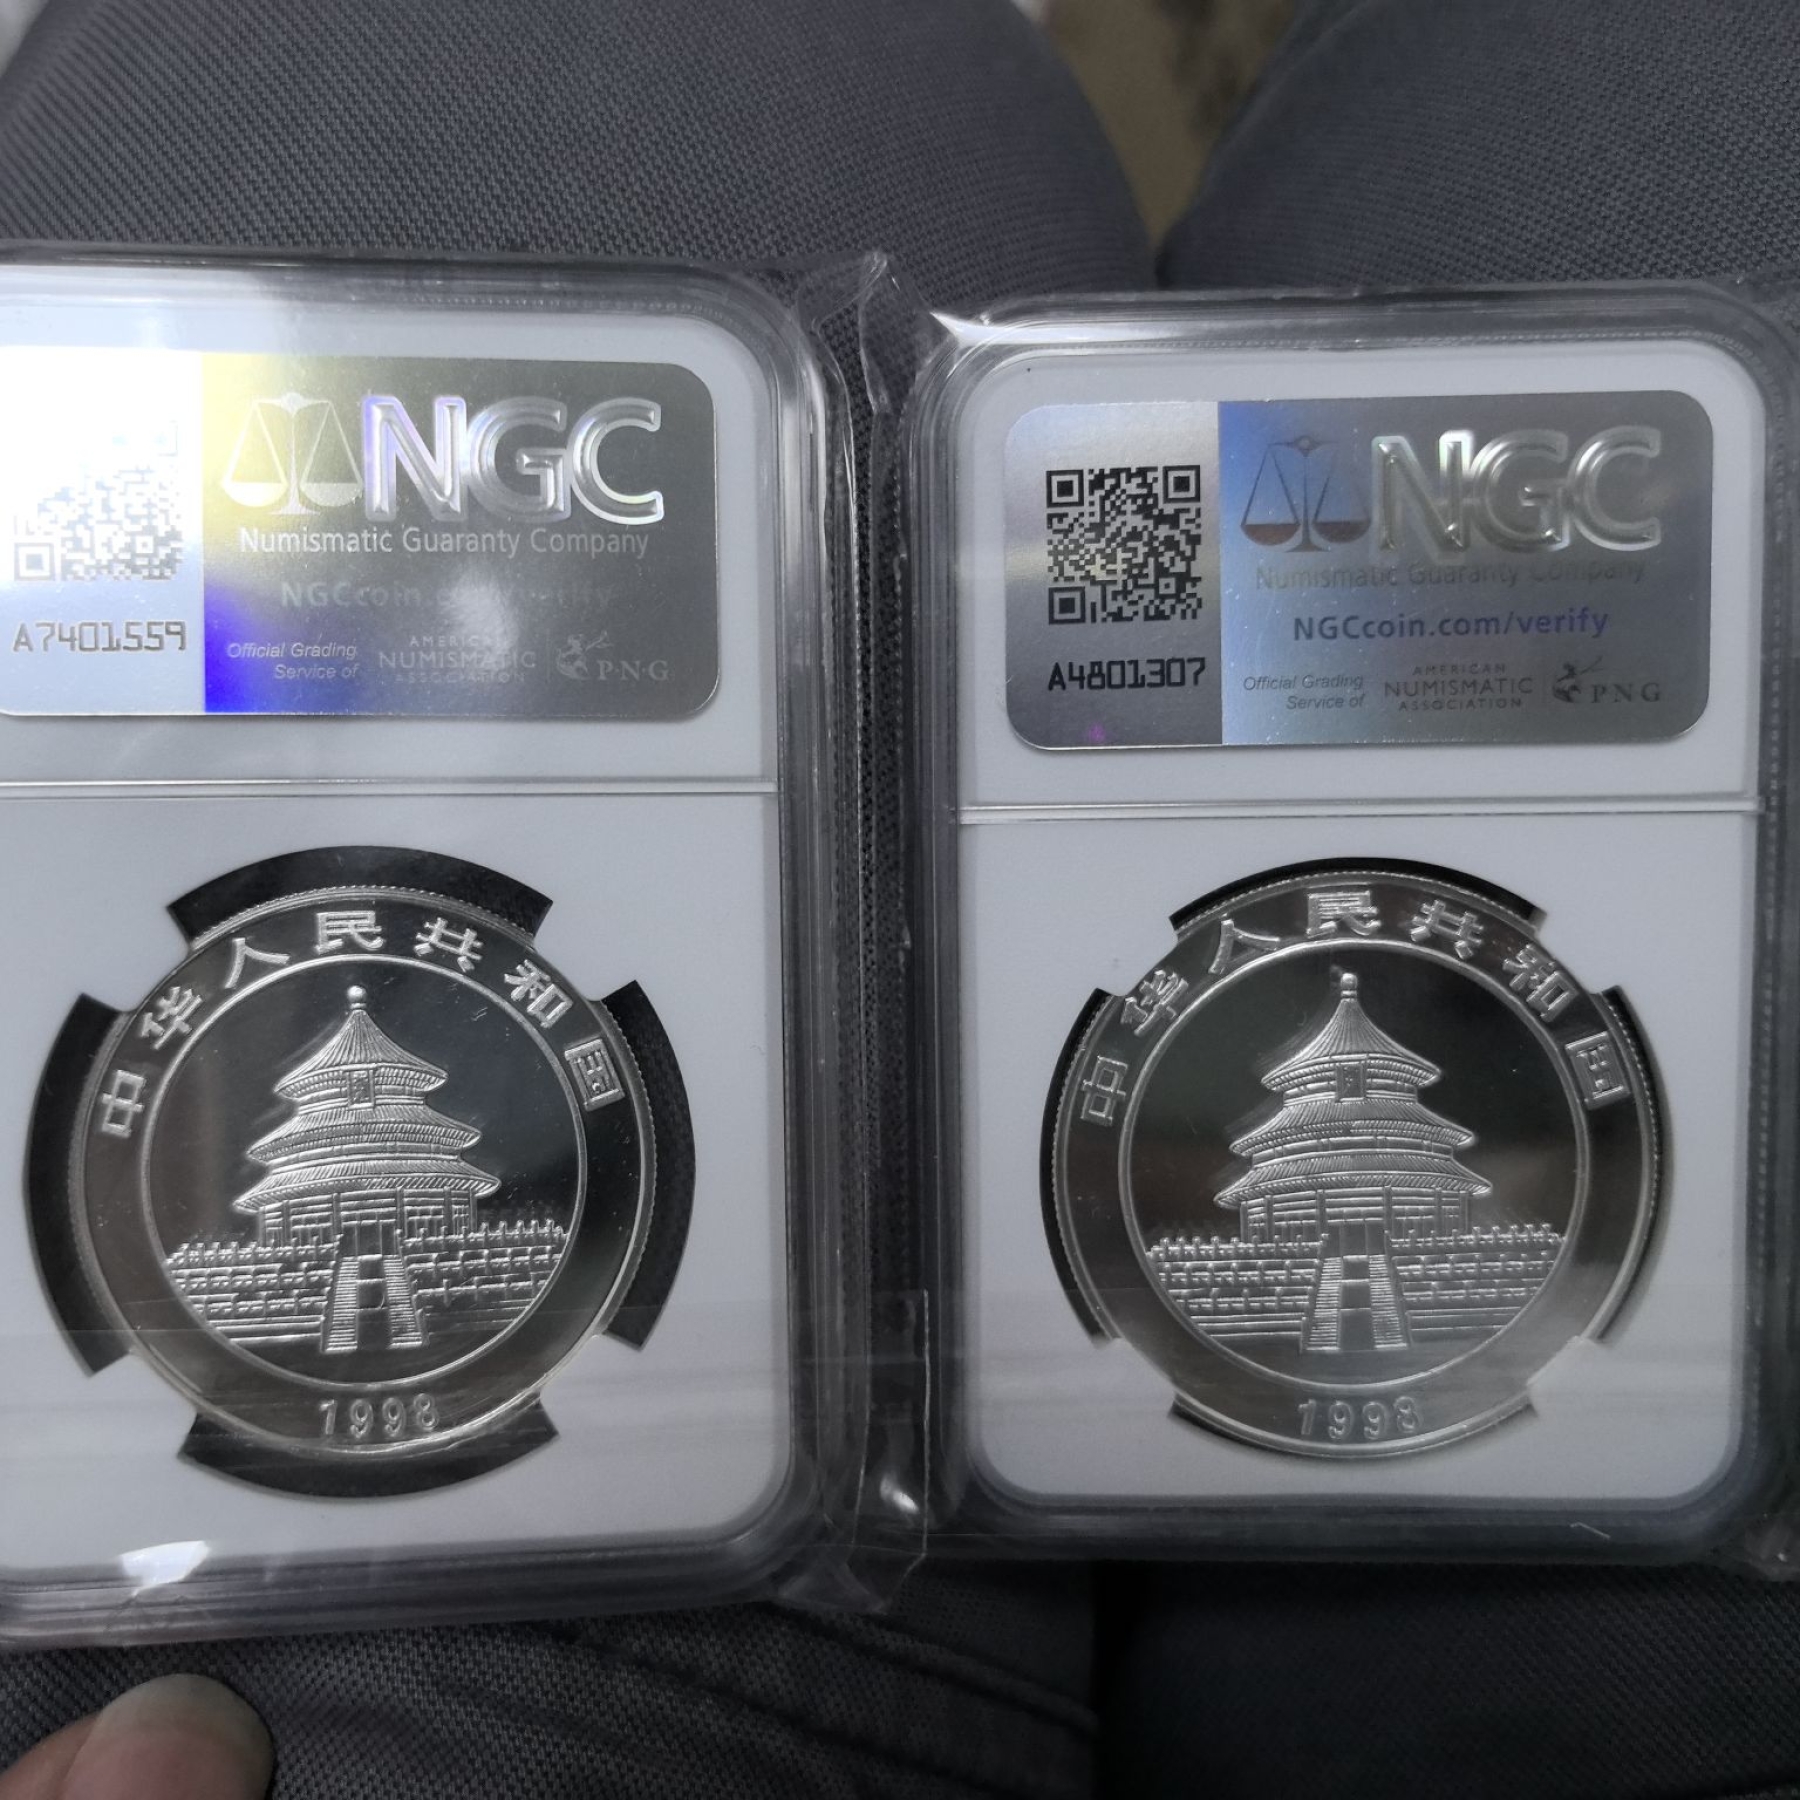 NGC
Numismatic Guaranty Company
A7401559
Official Grading
Service of
AMERICAN
NUMISMATIC
ASSOCIATION
P·N·G
中华人民共和国
1998
NGC
Numismatic Guaranty Company
NGCcoin.com/verify
A4801307
Official Grading
Service of
AMERICAN
NUMISMATIC
ASSOCIATION
PNG
中华人民共和国
1998